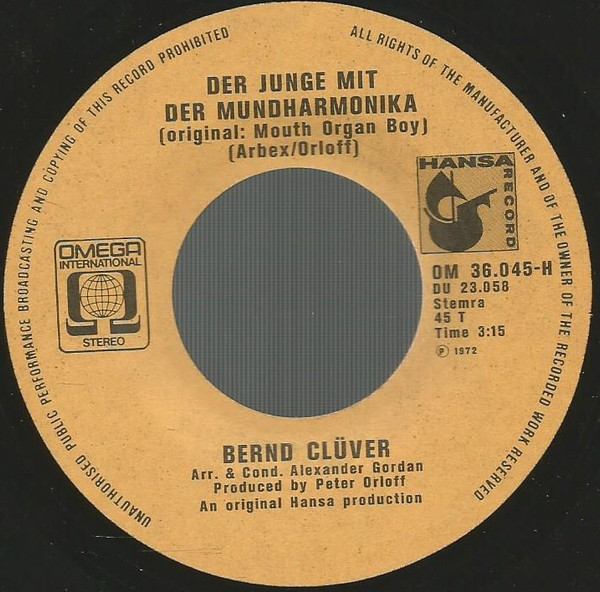 UNAUTHORISED PUBLIC PERFORMANCE BROADCASTING AND COPYING OF THIS RECORD PROHIBITED
ALL RIGHTS OF THE MANUFACTURER AND OF THE OWNER OF THE RECORDED WORK RESERVED
DER JUNGE MIT
DER MUNDHARMONIKA
(original: Mouth Organ Boy)
(Arbex/Orloff)
HANSA
RECORD
OMEGA
INTERNATIONAL
STEREO
OM 36.045-H
DU 23.058
Stemra
45 T
Time 3:15
℗ 1972
BERND CLÜVER
Arr. & Cond. Alexander Gordan
Produced by Peter Orloff
An original Hansa production